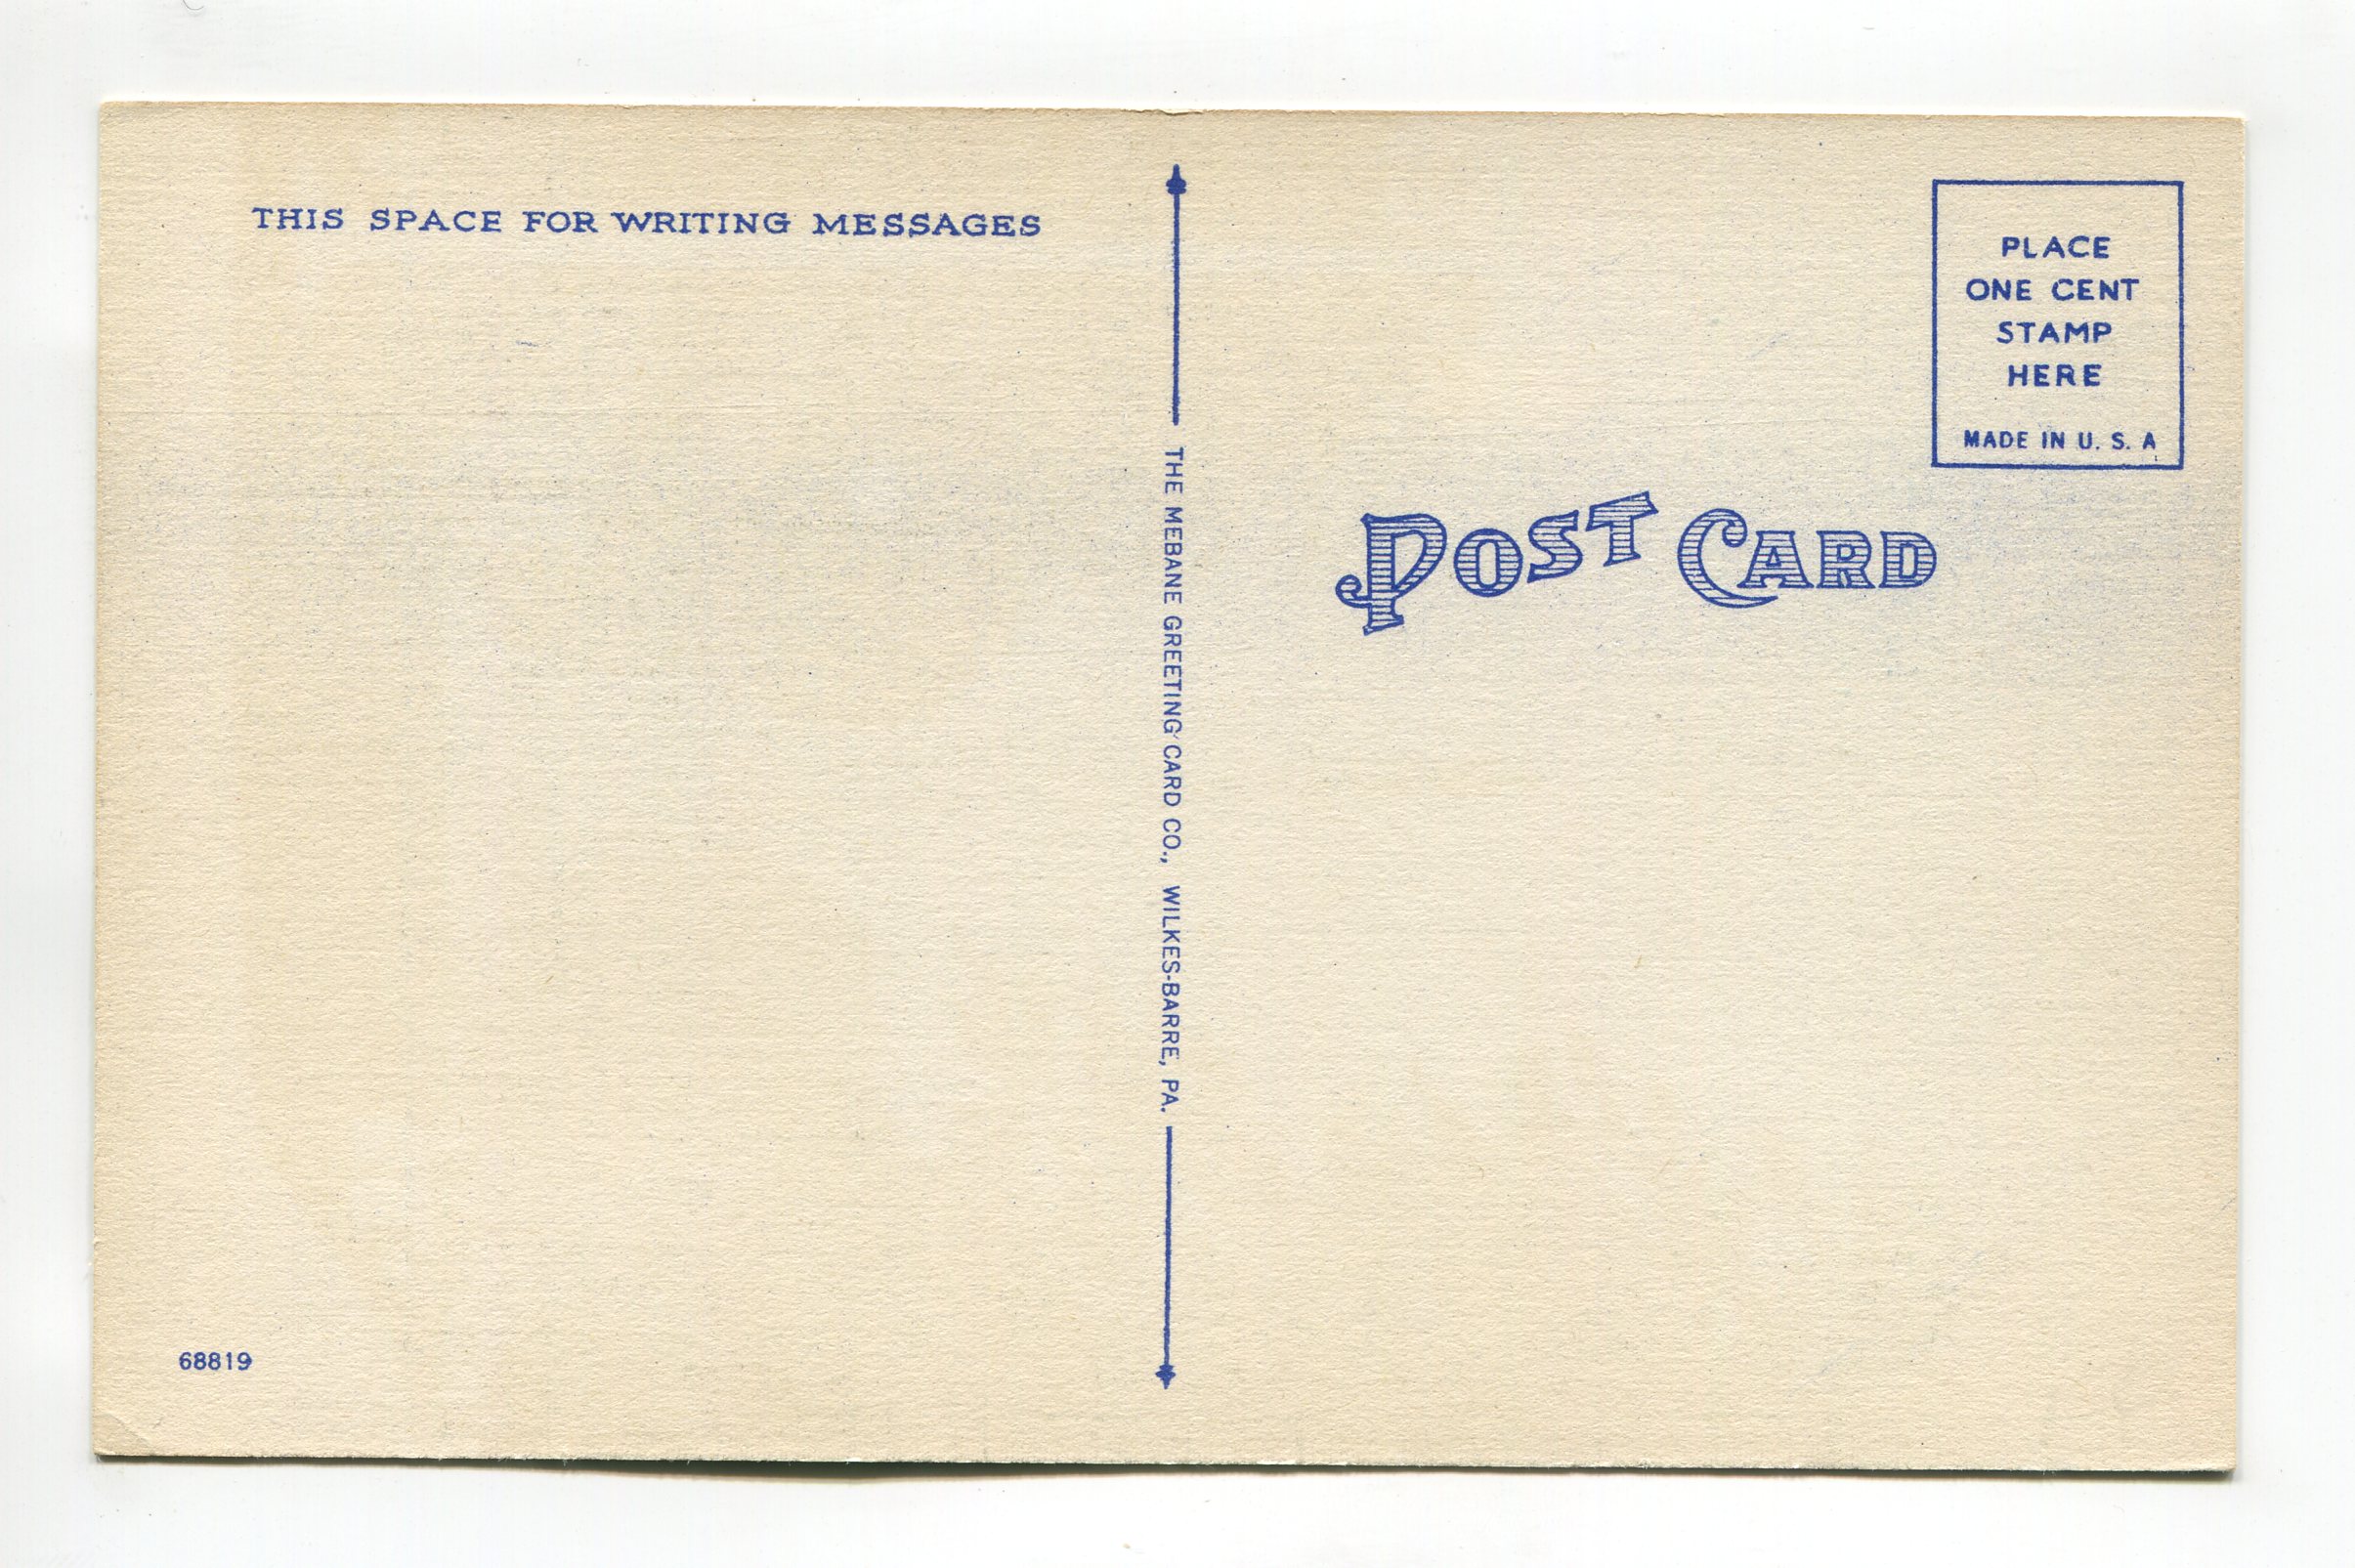 THIS SPACE FOR WRITING MESSAGES
THE MEBANE GREETING CARD CO., WILKES-BARRE, PA.
PLACE
ONE CENT
STAMP
HERE
MADE IN U. S. A
POST CARD
68819